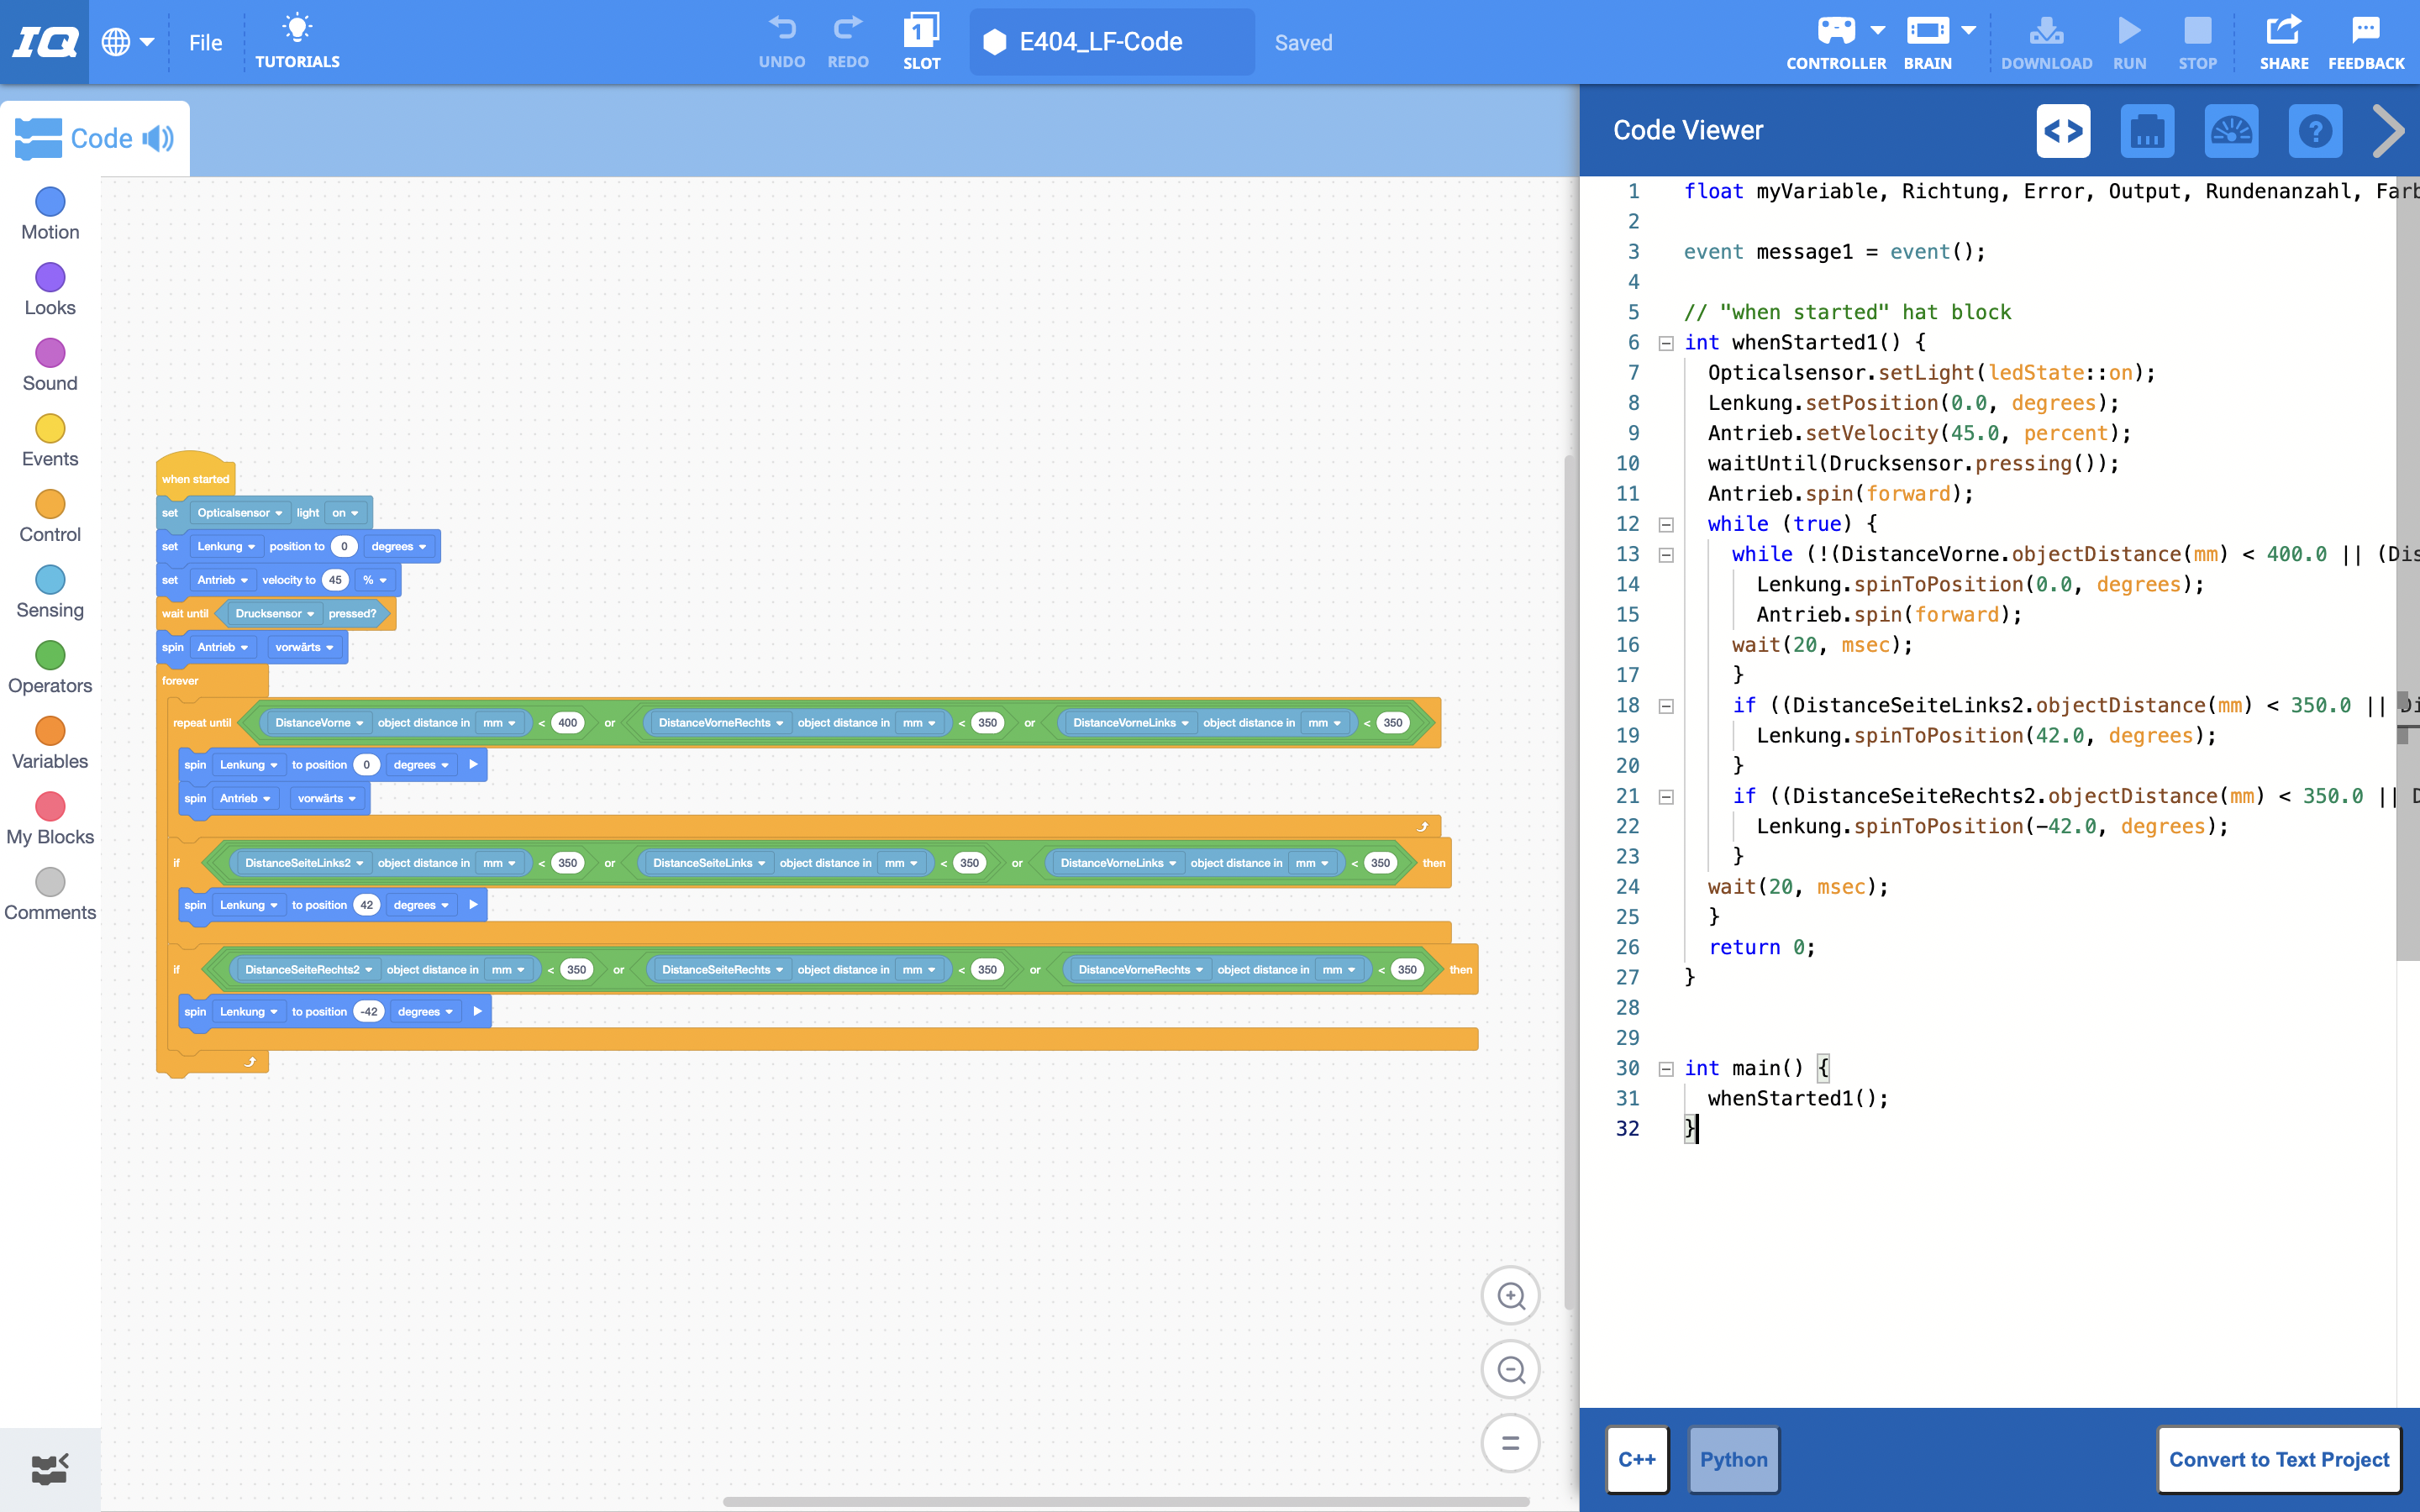 IQ
File
TUTORIALS
UNDO
REDO
1
SLOT
E404_LF-Code
Saved
CONTROLLER
BRAIN
DOWNLOAD
RUN
STOP
SHARE
FEEDBACK
Code
Motion
Looks
Sound
Events
Control
Sensing
Operators
Variables
My Blocks
Comments
when started
set Opticalsensor light on
set Lenkung position to 0 degrees
set Antrieb velocity to 45 %
wait until Drucksensor pressed?
spin Antrieb vorwärts
forever
repeat until DistanceVorne object distance in mm < 400 or DistanceVorneRechts object distance in mm < 350 or DistanceVorneLinks object distance in mm < 350
spin Lenkung to position 0 degrees
spin Antrieb vorwärts
if DistanceSeiteLinks2 object distance in mm < 350 or DistanceSeiteLinks object distance in mm < 350 or DistanceVorneLinks object distance in mm < 350 then
spin Lenkung to position 42 degrees
if DistanceSeiteRechts2 object distance in mm < 350 or DistanceSeiteRechts object distance in mm < 350 or DistanceVorneRechts object distance in mm < 350 then
spin Lenkung to position -42 degrees
Code Viewer
<> ?
1 float myVariable, Richtung, Error, Output, Rundenanzahl, Farb
2
3 event message1 = event();
4
5 // "when started" hat block
6 int whenStarted1() {
7 Opticalsensor.setLight(ledState::on);
8 Lenkung.setPosition(0.0, degrees);
9 Antrieb.setVelocity(45.0, percent);
10 waitUntil(Drucksensor.pressing());
11 Antrieb.spin(forward);
12 while (true) {
13 while (!(DistanceVorne.objectDistance(mm) < 400.0 || (Dis
14 Lenkung.spinToPosition(0.0, degrees);
15 Antrieb.spin(forward);
16 wait(20, msec);
17 }
18 if ((DistanceSeiteLinks2.objectDistance(mm) < 350.0 || Di
19 Lenkung.spinToPosition(42.0, degrees);
20 }
21 if ((DistanceSeiteRechts2.objectDistance(mm) < 350.0 || D
22 Lenkung.spinToPosition(-42.0, degrees);
23 }
24 wait(20, msec);
25 }
26 return 0;
27 }
28
29
30 int main() {
31 whenStarted1();
32 }
C++
Python
Convert to Text Project